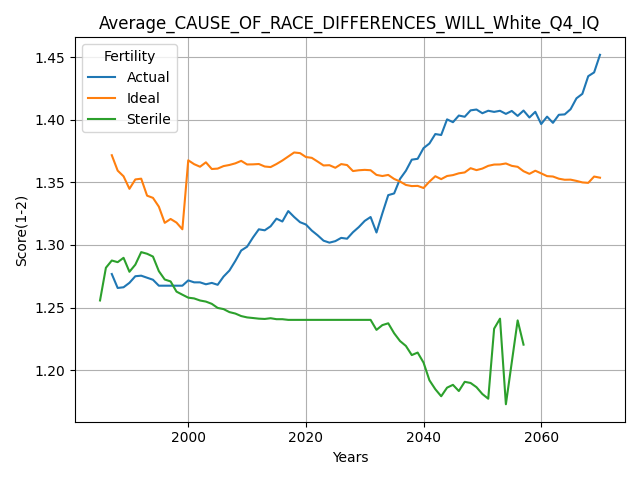 Average_CAUSE_OF_RACE_DIFFERENCES_WILL_White_Q4_IQ
Fertility
Actual
Ideal
Sterile
Score(1-2)
1.45
1.40
1.35
1.30
1.25
1.20
2000 2020 2040 2060
Years